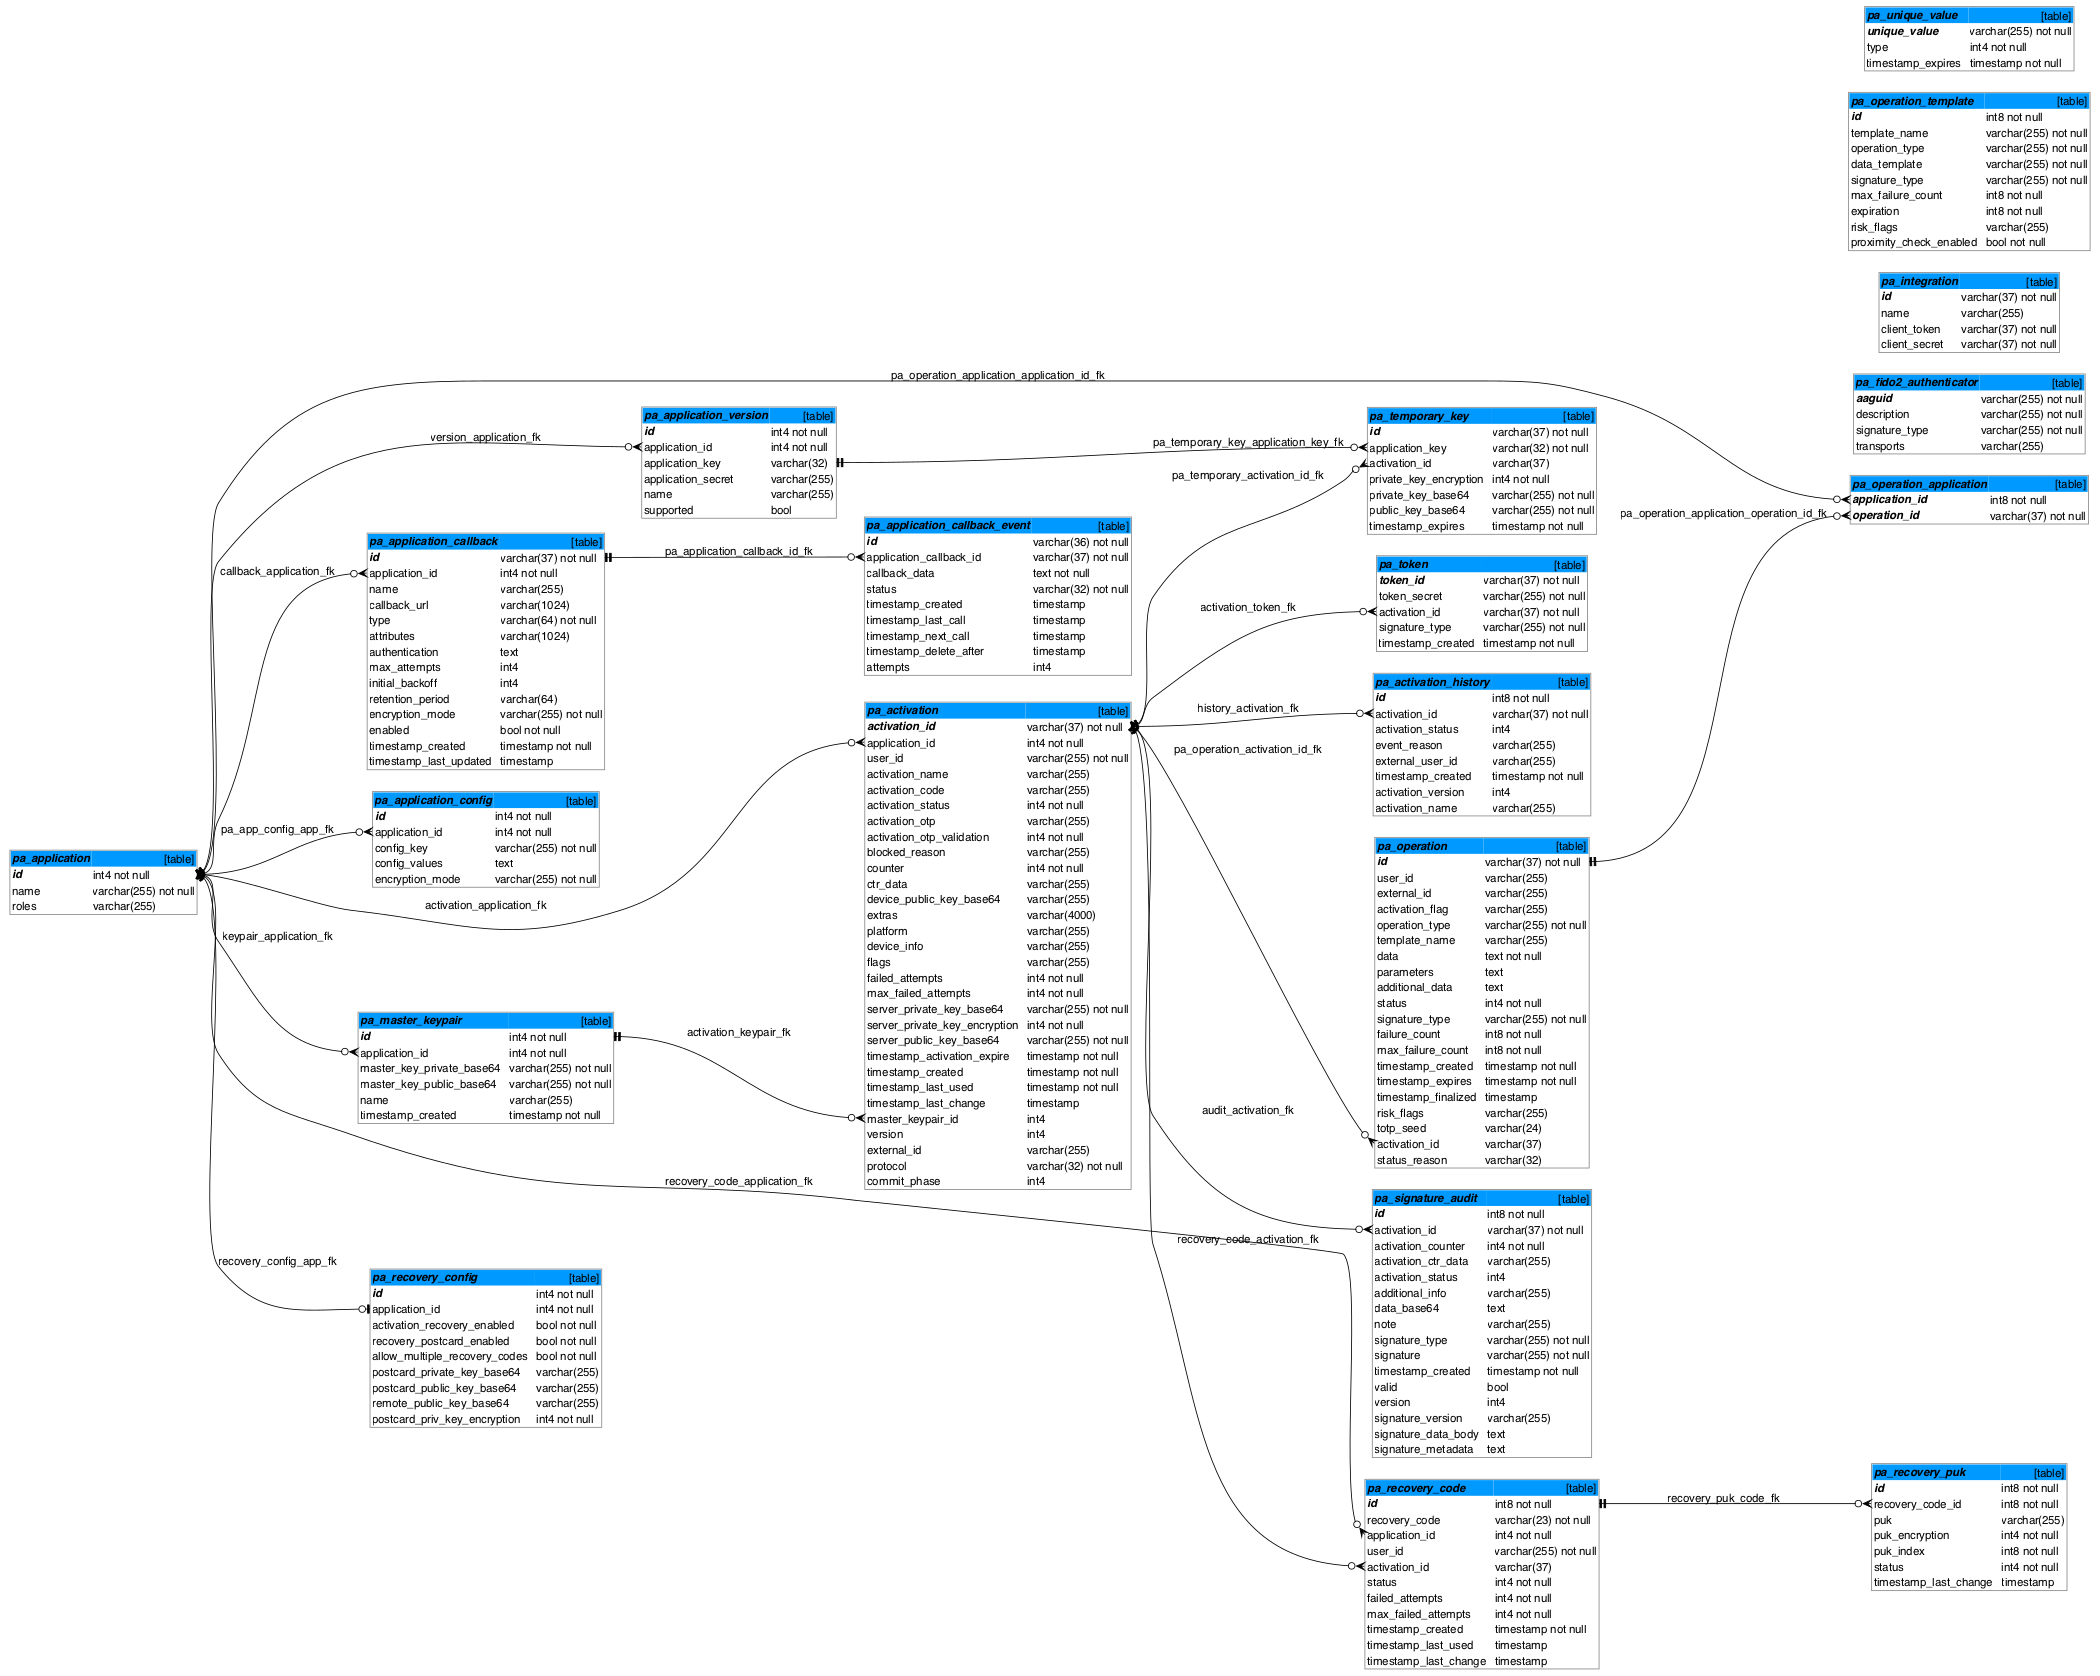 pa_unique_value [table]
unique_value varchar(255) not null
type int4 not null
timestamp_expires timestamp not null
pa_operation_template [table]
id int8 not null
template_name varchar(255) not null
operation_type varchar(255) not null
data_template varchar(255) not null
signature_type varchar(255) not null
max_failure_count int8 not null
expiration int8 not null
risk_flags varchar(255)
proximity_check_enabled bool not null
pa_integration [table]
id varchar(37) not null
name varchar(255)
client_token varchar(37) not null
client_secret varchar(37) not null
pa_fido2_authenticator [table]
aaguid varchar(255) not null
description varchar(255) not null
signature_type varchar(255) not null
transports varchar(255)
pa_operation_application [table]
application_id int8 not null
operation_id varchar(37) not null
pa_operation_application_application_id_fk
pa_operation_application_operation_id_fk
pa_application_version [table]
id int4 not null
application_id int4 not null
application_key varchar(32)
application_secret varchar(255)
name varchar(255)
supported bool
version_application_fk
pa_temporary_key_application_key_fk
pa_temporary_activation_id_fk
pa_temporary_key [table]
id varchar(37) not null
application_key varchar(32) not null
activation_id varchar(37)
private_key_encryption int4 not null
private_key_base64 varchar(255) not null
public_key_base64 varchar(255) not null
timestamp_expires timestamp not null
pa_application_callback [table]
id varchar(37) not null
application_id int4 not null
name varchar(255)
callback_url varchar(1024)
type varchar(64) not null
attributes varchar(1024)
authentication text
max_attempts int4
initial_backoff int4
retention_period varchar(64)
encryption_mode varchar(255) not null
enabled bool not null
timestamp_created timestamp not null
timestamp_last_updated timestamp
callback_application_fk
pa_application_callback_id_fk
pa_application_callback_event [table]
id varchar(36) not null
application_callback_id varchar(37) not null
callback_data text not null
status varchar(32) not null
timestamp_created timestamp
timestamp_last_call timestamp
timestamp_next_call timestamp
timestamp_delete_after timestamp
attempts int4
pa_token [table]
token_id varchar(37) not null
token_secret varchar(255) not null
activation_id varchar(37) not null
signature_type varchar(255) not null
timestamp_created timestamp not null
activation_token_fk
pa_activation [table]
activation_id varchar(37) not null
application_id int4 not null
user_id varchar(255) not null
activation_name varchar(255)
activation_code varchar(255)
activation_status int4 not null
activation_otp varchar(255)
activation_otp_validation int4 not null
blocked_reason varchar(255)
counter int4 not null
ctr_data varchar(255)
device_public_key_base64 varchar(255)
extras varchar(4000)
platform varchar(255)
device_info varchar(255)
flags varchar(255)
failed_attempts int4 not null
max_failed_attempts int4 not null
server_private_key_base64 varchar(255) not null
server_private_key_encryption int4 not null
server_public_key_base64 varchar(255) not null
timestamp_activation_expire timestamp not null
timestamp_created timestamp not null
timestamp_last_used timestamp not null
timestamp_last_change timestamp
master_keypair_id int4
version int4
external_id varchar(255)
protocol varchar(32) not null
commit_phase int4
history_activation_fk
pa_operation_activation_id_fk
pa_activation_history [table]
id int8 not null
activation_id varchar(37) not null
activation_status int4
event_reason varchar(255)
external_user_id varchar(255)
timestamp_created timestamp not null
activation_version int4
activation_name varchar(255)
pa_application_config [table]
id int4 not null
application_id int4 not null
config_key varchar(255) not null
config_values text
encryption_mode varchar(255) not null
pa_app_config_app_fk
pa_application [table]
id int4 not null
name varchar(255) not null
roles varchar(255)
activation_application_fk
keypair_application_fk
pa_operation [table]
id varchar(37) not null
user_id varchar(255)
external_id varchar(255)
activation_flag varchar(255)
operation_type varchar(255) not null
template_name varchar(255)
data text not null
parameters text
additional_data text
status int4 not null
signature_type varchar(255) not null
failure_count int8 not null
max_failure_count int8 not null
timestamp_created timestamp not null
timestamp_expires timestamp not null
timestamp_finalized timestamp
risk_flags varchar(255)
totp_seed varchar(24)
activation_id varchar(37)
status_reason varchar(32)
pa_master_keypair [table]
id int4 not null
application_id int4 not null
master_key_private_base64 varchar(255) not null
master_key_public_base64 varchar(255) not null
name varchar(255)
timestamp_created timestamp not null
activation_keypair_fk
audit_activation_fk
recovery_code_application_fk
recovery_code_activation_fk
recovery_config_app_fk
pa_signature_audit [table]
id int8 not null
activation_id varchar(37) not null
activation_counter int4 not null
activation_ctr_data varchar(255)
activation_status int4
additional_info varchar(255)
data_base64 text
note varchar(255)
signature_type varchar(255) not null
signature varchar(255) not null
timestamp_created timestamp not null
valid bool
version int4
signature_version varchar(255)
signature_data_body text
signature_metadata text
pa_recovery_config [table]
id int4 not null
application_id int4 not null
activation_recovery_enabled bool not null
recovery_postcard_enabled bool not null
allow_multiple_recovery_codes bool not null
postcard_private_key_base64 varchar(255)
postcard_public_key_base64 varchar(255)
remote_public_key_base64 varchar(255)
postcard_priv_key_encryption int4 not null
pa_recovery_code [table]
id int8 not null
recovery_code varchar(23) not null
application_id int4 not null
user_id varchar(255) not null
activation_id varchar(37)
status int4 not null
failed_attempts int4 not null
max_failed_attempts int4 not null
timestamp_created timestamp not null
timestamp_last_used timestamp
timestamp_last_change timestamp
recovery_puk_code_fk
pa_recovery_puk [table]
id int8 not null
recovery_code_id int8 not null
puk varchar(255)
puk_encryption int4 not null
puk_index int8 not null
status int4 not null
timestamp_last_change timestamp